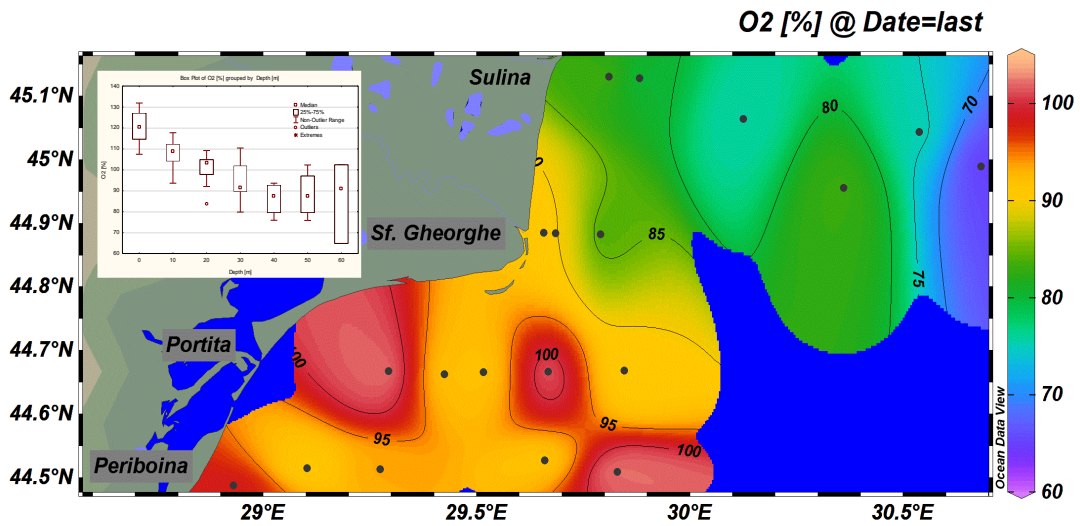 O2 [%] @ Date=last
Box Plot of O2 [%] grouped by Depth [m]
140
130
120
110
100
90
80
70
60
O2 [%]
0
10
20
30
40
50
60
Depth [m]
Median
25%-75%
Non-Outlier Range
Outliers
Extremes
Sulina
Sf. Gheorghe
Portita
Periboina
80
70
85
75
100
100
95
95
100
45.1°N
45°N
44.9°N
44.8°N
44.7°N
44.6°N
44.5°N
29°E
29.5°E
30°E
30.5°E
Ocean Data View
100
90
80
70
60